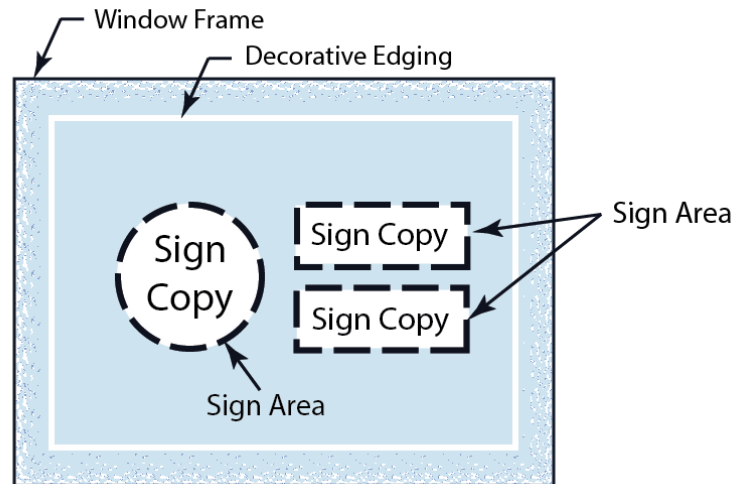 Window Frame
Decorative Edging
Sign
Copy
Sign Copy
Sign Copy
Sign Area
Sign Area